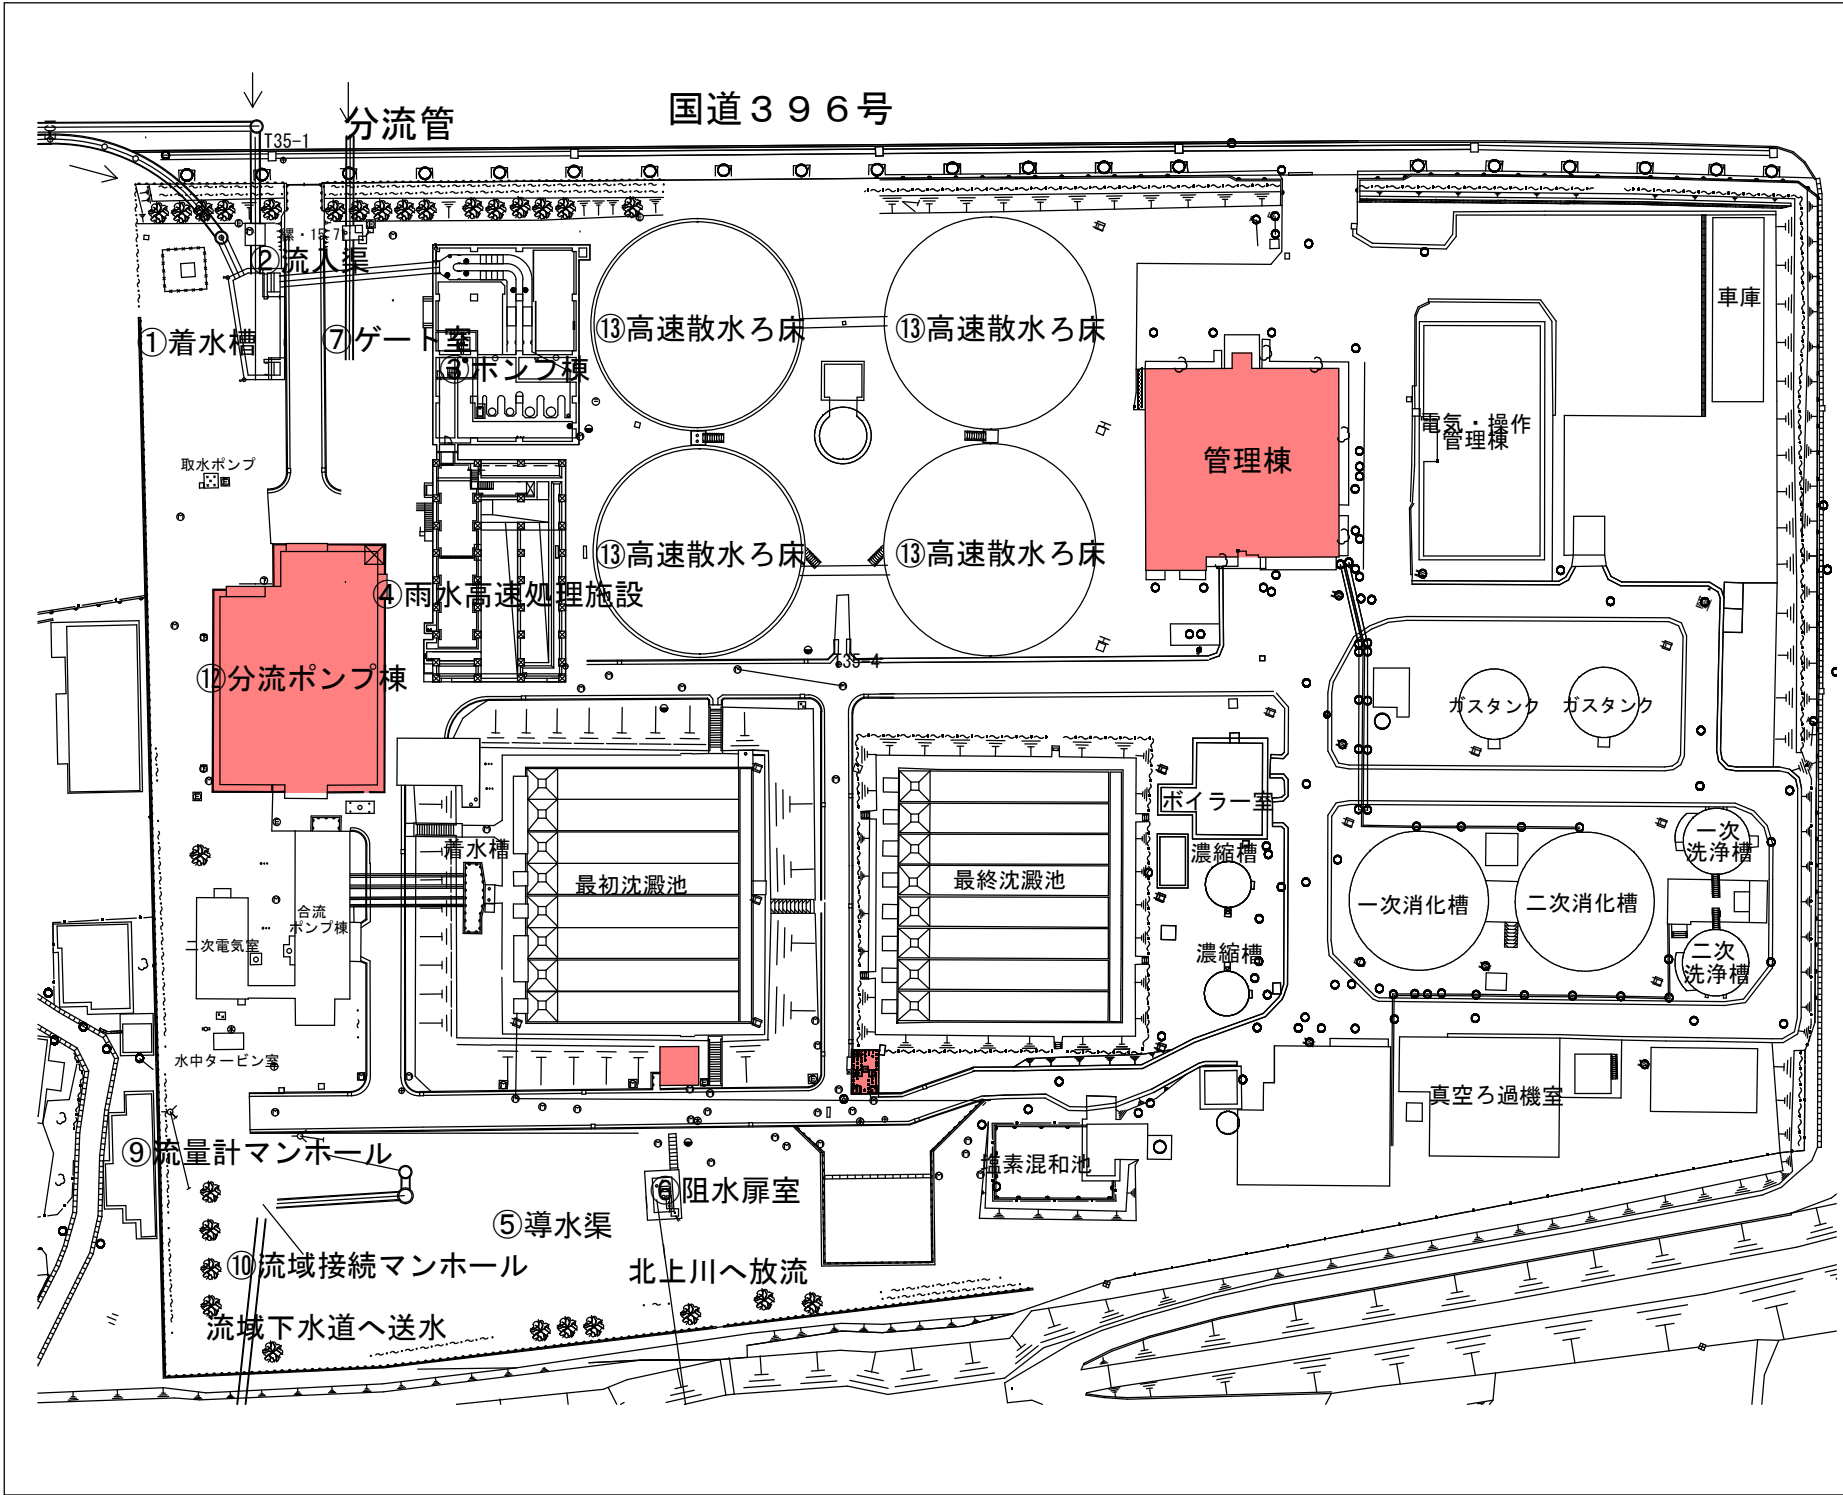 国道３９６号
分流管
T35-1
②流入渠
①着水槽
⑦ゲート室
③ポンプ棟
⑬高速散水ろ床
⑬高速散水ろ床
車庫
電気・操作
管理棟
管理棟
取水ポンプ
⑬高速散水ろ床
⑬高速散水ろ床
④雨水高速処理施設
T35-4
⑫分流ポンプ棟
ガスタンク
ガスタンク
ボイラー室
着水槽
濃縮槽
一次
洗浄槽
最初沈澱池
最終沈澱池
一次消化槽
二次消化槽
合流
ポンプ棟
二次電気室
濃縮槽
二次
洗浄槽
水中タービン室
真空ろ過機室
⑨流量計マンホール
塩素混和池
阻水扉室
⑤導水渠
⑩流域接続マンホール
北上川へ放流
流域下水道へ送水